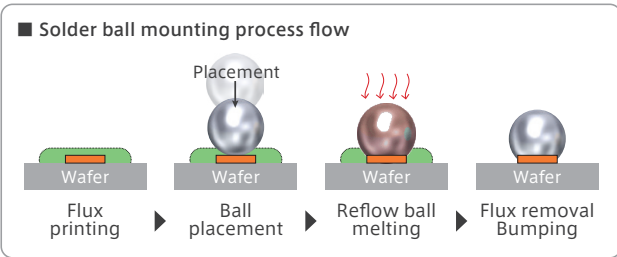 ■ Solder ball mounting process flow
Placement
Wafer
Wafer
Wafer
Wafer
Flux
printing
Ball
placement
Reflow ball
melting
Flux removal
Bumping